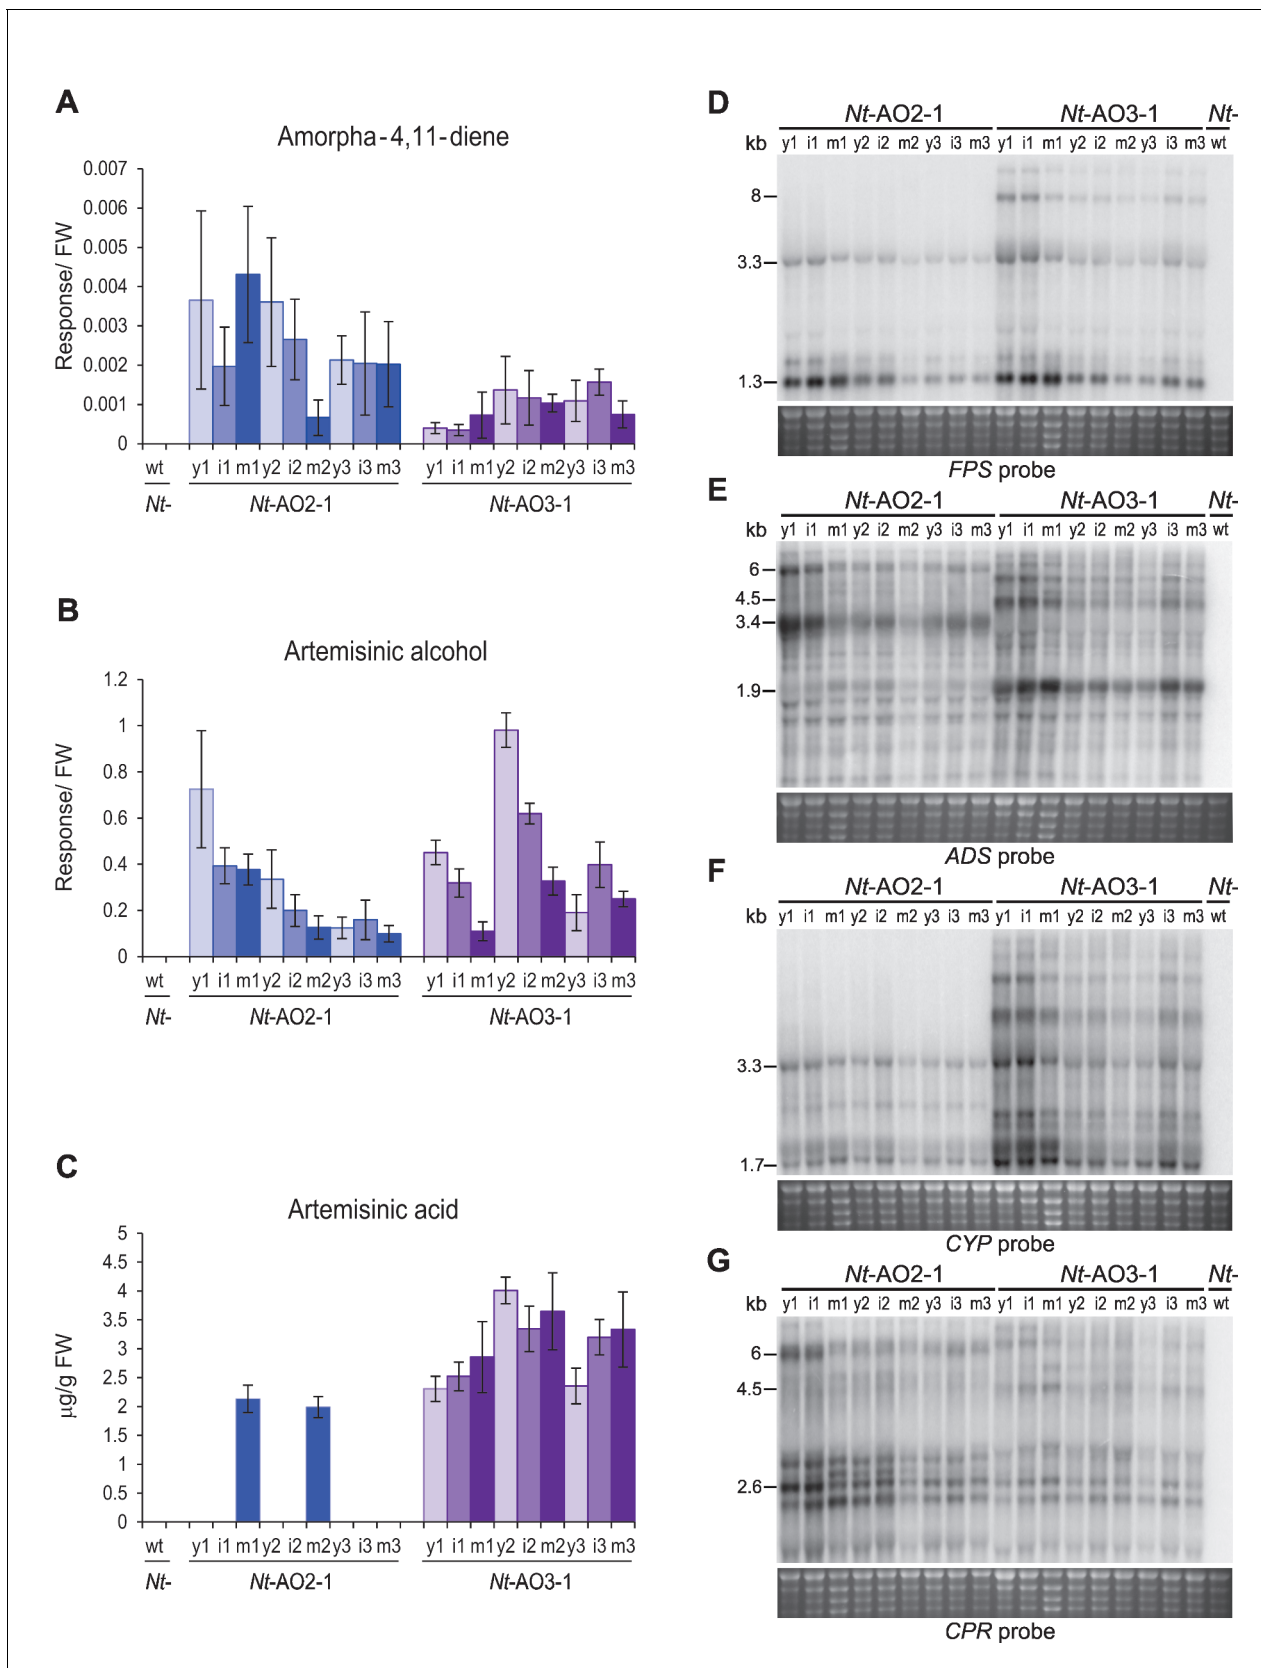 A
Amorpha-4,11-diene
Response/ FW
0.007
0.006
0.005
0.004
0.003
0.002
0.001
0
wt y1 i1 m1 y2 i2 m2 y3 i3 m3 y1 i1 m1 y2 i2 m2 y3 i3 m3
Nt- Nt-AO2-1 Nt-AO3-1
B
Artemisinic alcohol
Response/ FW
1.2
1
0.8
0.6
0.4
0.2
0
wt y1 i1 m1 y2 i2 m2 y3 i3 m3 y1 i1 m1 y2 i2 m2 y3 i3 m3
Nt- Nt-AO2-1 Nt-AO3-1
C
Artemisinic acid
µg/g FW
5
4.5
4
3.5
3
2.5
2
1.5
1
0.5
0
wt y1 i1 m1 y2 i2 m2 y3 i3 m3 y1 i1 m1 y2 i2 m2 y3 i3 m3
Nt- Nt-AO2-1 Nt-AO3-1
D
Nt-AO2-1 Nt-AO3-1 Nt-
kb y1 i1 m1 y2 i2 m2 y3 i3 m3 y1 i1 m1 y2 i2 m2 y3 i3 m3 wt
8
3.3
1.3
FPS probe
E
Nt-AO2-1 Nt-AO3-1 Nt-
kb y1 i1 m1 y2 i2 m2 y3 i3 m3 y1 i1 m1 y2 i2 m2 y3 i3 m3 wt
6
4.5
3.4
1.9
ADS probe
F
Nt-AO2-1 Nt-AO3-1 Nt-
kb y1 i1 m1 y2 i2 m2 y3 i3 m3 y1 i1 m1 y2 i2 m2 y3 i3 m3 wt
3.3
1.7
CYP probe
G
Nt-AO2-1 Nt-AO3-1 Nt-
kb y1 i1 m1 y2 i2 m2 y3 i3 m3 y1 i1 m1 y2 i2 m2 y3 i3 m3 wt
6
4.5
2.6
CPR probe